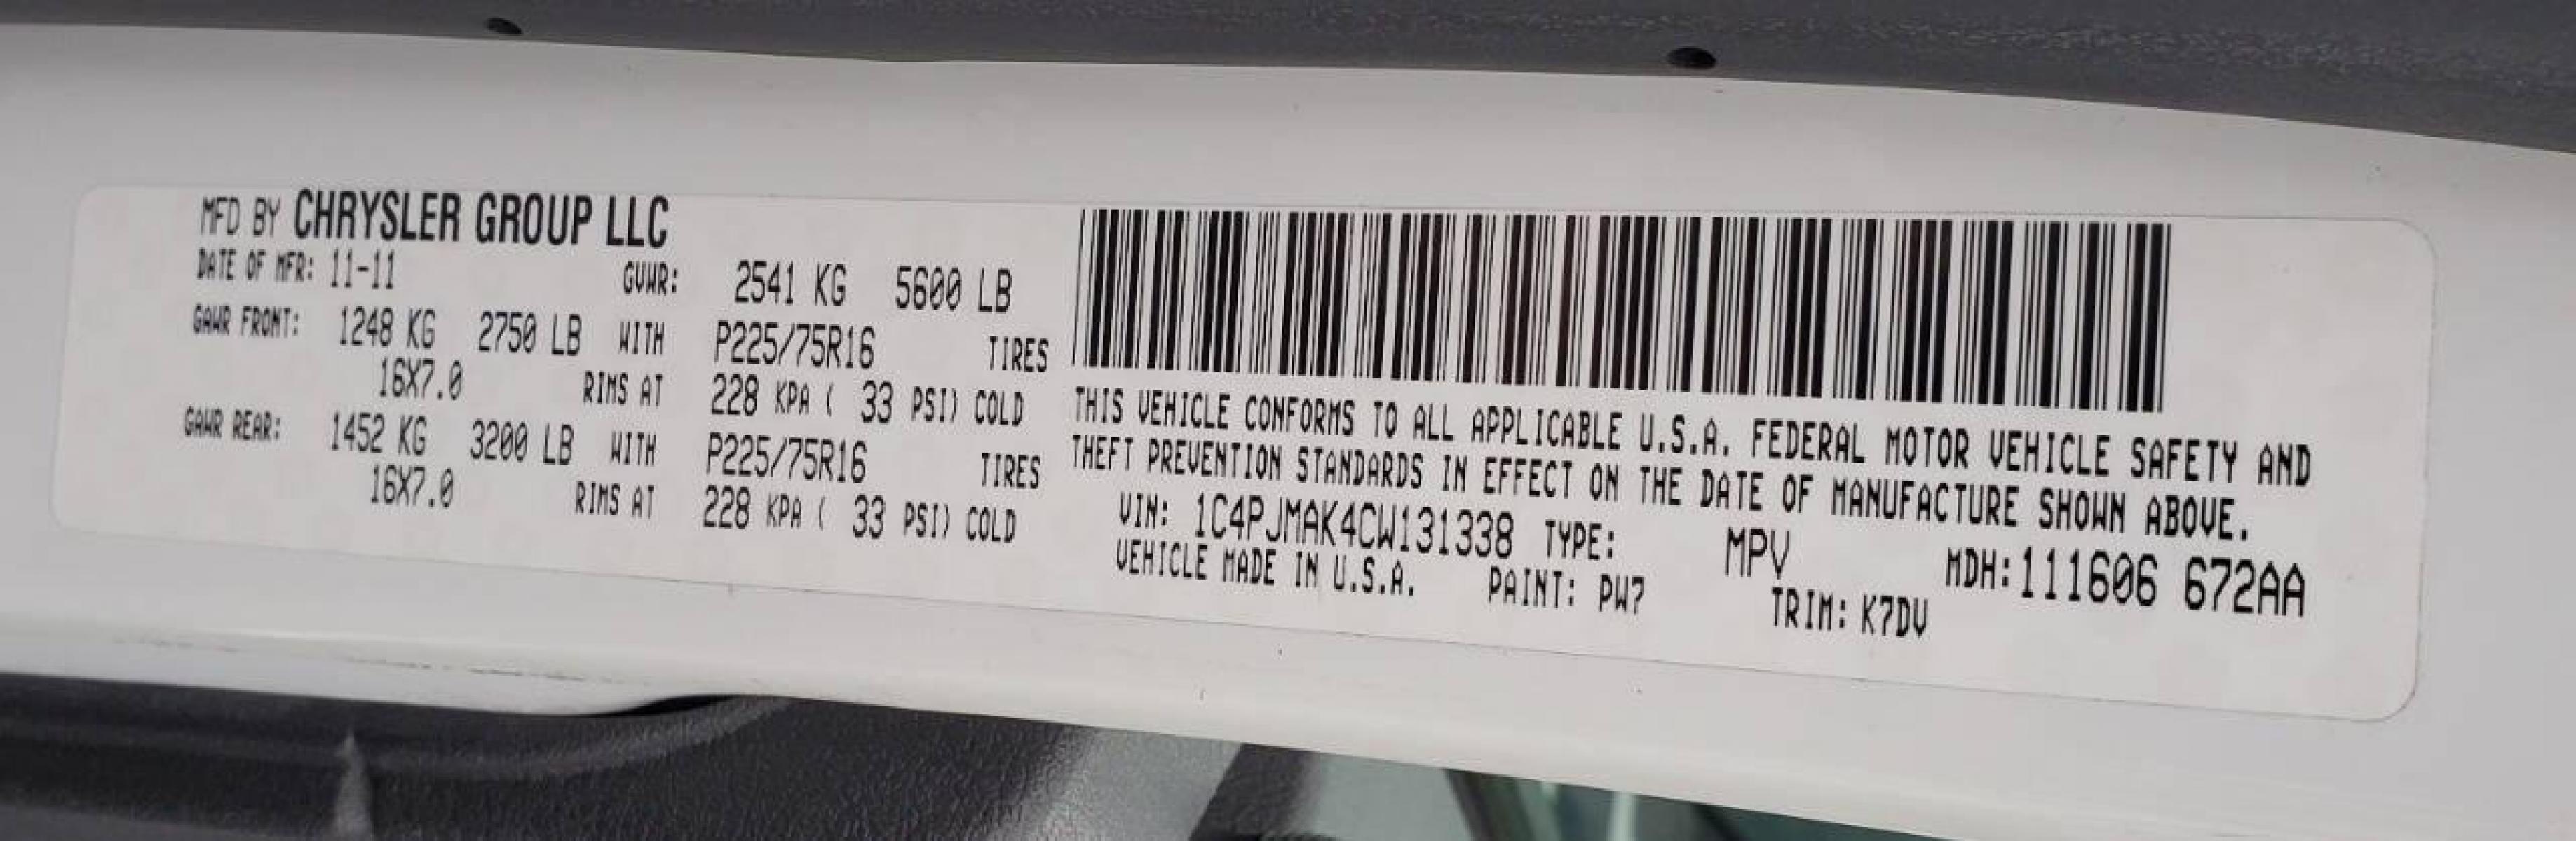 MFD BY CHRYSLER GROUP LLC
DATE OF MFR: 11-11 GVWR: 2541 KG 5600 LB
GAWR FRONT: 1248 KG 2750 LB WITH P225/75R16 TIRES
16X7.0 RIMS AT 228 KPA ( 33 PSI) COLD
GAWR REAR: 1452 KG 3200 LB WITH P225/75R16 TIRES
16X7.0 RIMS AT 228 KPA ( 33 PSI) COLD
THIS VEHICLE CONFORMS TO ALL APPLICABLE U.S.A. FEDERAL MOTOR VEHICLE SAFETY AND
THEFT PREVENTION STANDARDS IN EFFECT ON THE DATE OF MANUFACTURE SHOWN ABOVE.
VIN: 1C4PJMAK4CW131338 TYPE: MPV MDH:111606 672AA
VEHICLE MADE IN U.S.A. PAINT: PW7 TRIM: K7DV